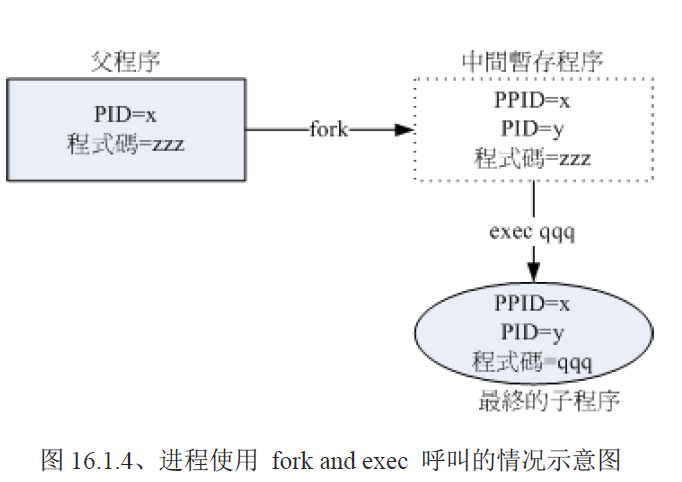 父程序
PID=x
程式碼=zzz
fork
中間暫存程序
PPID=x
PID=y
程式碼=zzz
exec qqq
PPID=x
PID=y
程式碼=qqq
最終的子程序
图 16.1.4、进程使用 fork and exec 呼叫的情况示意图